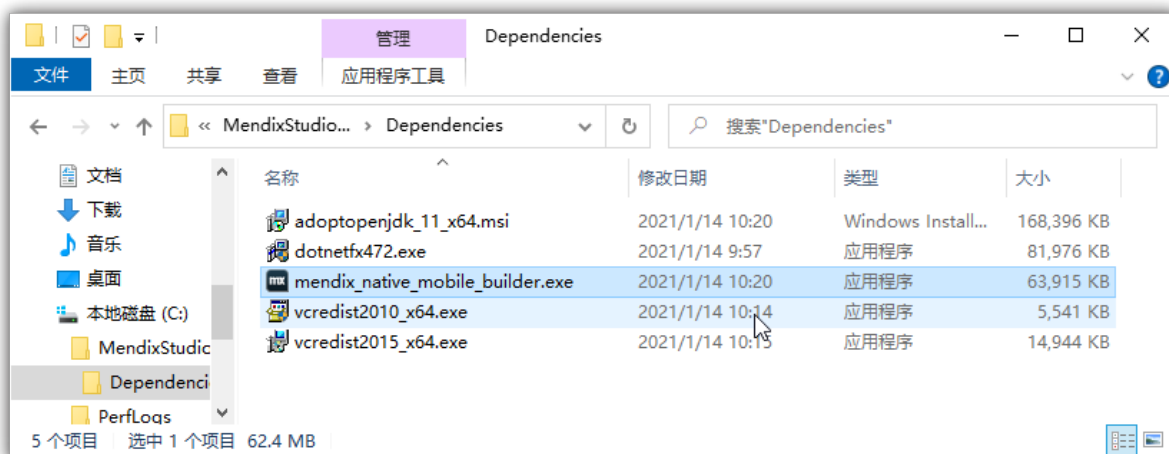 管理 Dependencies
文件 主页 共享 查看 应用程序工具
« MendixStudio... › Dependencies 搜索"Dependencies"
文档
下载
音乐
桌面
本地磁盘 (C:)
MendixStudic
Dependenci
PerfLogs
名称 修改日期 类型 大小
adoptopenjdk_11_x64.msi 2021/1/14 10:20 Windows Install... 168,396 KB
dotnetfx472.exe 2021/1/14 9:57 应用程序 81,976 KB
mx mendix_native_mobile_builder.exe 2021/1/14 10:20 应用程序 63,915 KB
vcredist2010_x64.exe 2021/1/14 10:14 应用程序 5,541 KB
vcredist2015_x64.exe 2021/1/14 10:15 应用程序 14,944 KB
5 个项目 选中 1 个项目 62.4 MB